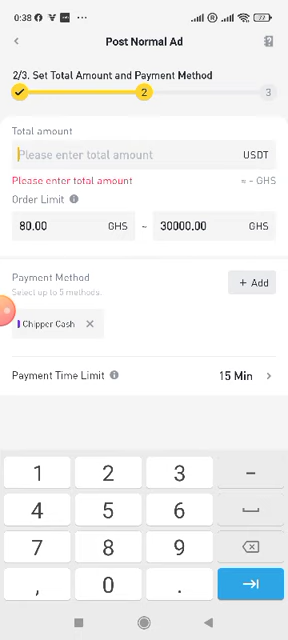 0:38
77
Post Normal Ad
2/3. Set Total Amount and Payment Method
2
3
Total amount
Please enter total amount USDT
Please enter total amount ≈ - GHS
Order Limit
80.00 GHS ~ 30000.00 GHS
Payment Method
Select up to 5 methods.
+ Add
Chipper Cash ×
Payment Time Limit 15 Min >
1 2 3 -
4 5 6
7 8 9
, 0 .